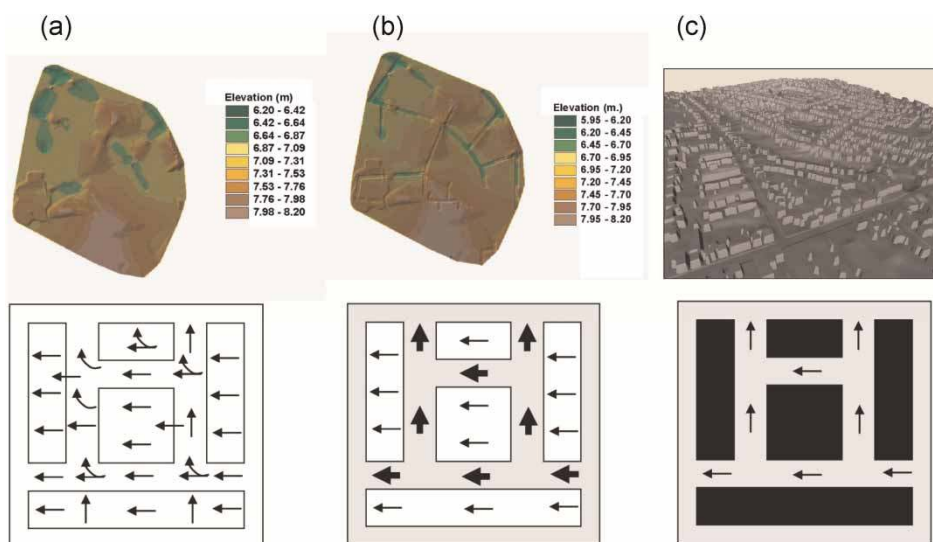 (a)
(b)
(c)
Elevation (m)
6.20 - 6.42
6.42 - 6.64
6.64 - 6.87
6.87 - 7.09
7.09 - 7.31
7.31 - 7.53
7.53 - 7.76
7.76 - 7.98
7.98 - 8.20
Elevation (m.)
5.95 - 6.20
6.20 - 6.45
6.45 - 6.70
6.70 - 6.95
6.95 - 7.20
7.20 - 7.45
7.45 - 7.70
7.70 - 7.95
7.95 - 8.20